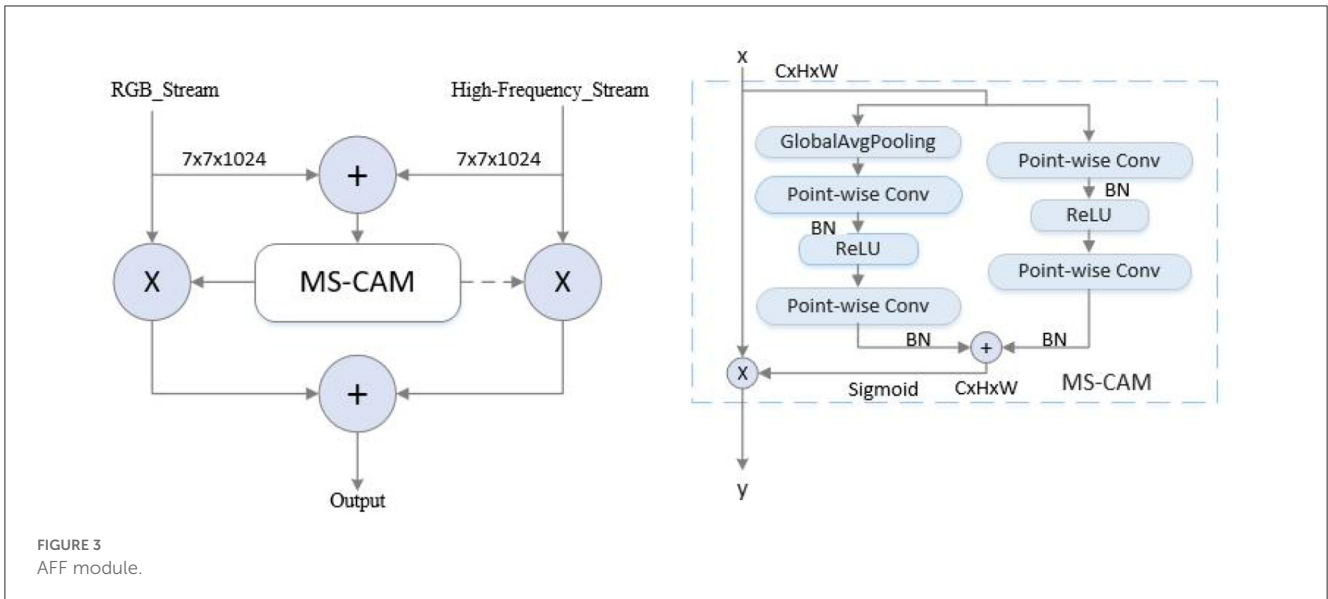 RGB_Stream
High-Frequency_Stream
7x7x1024
7x7x1024
+
X
MS-CAM
X
+
Output
x
CxHxW
GlobalAvgPooling
Point-wise Conv
BN
ReLU
Point-wise Conv
BN
Point-wise Conv
BN
ReLU
Point-wise Conv
BN
+
X
Sigmoid
CxHxW
MS-CAM
y
FIGURE 3
AFF module.